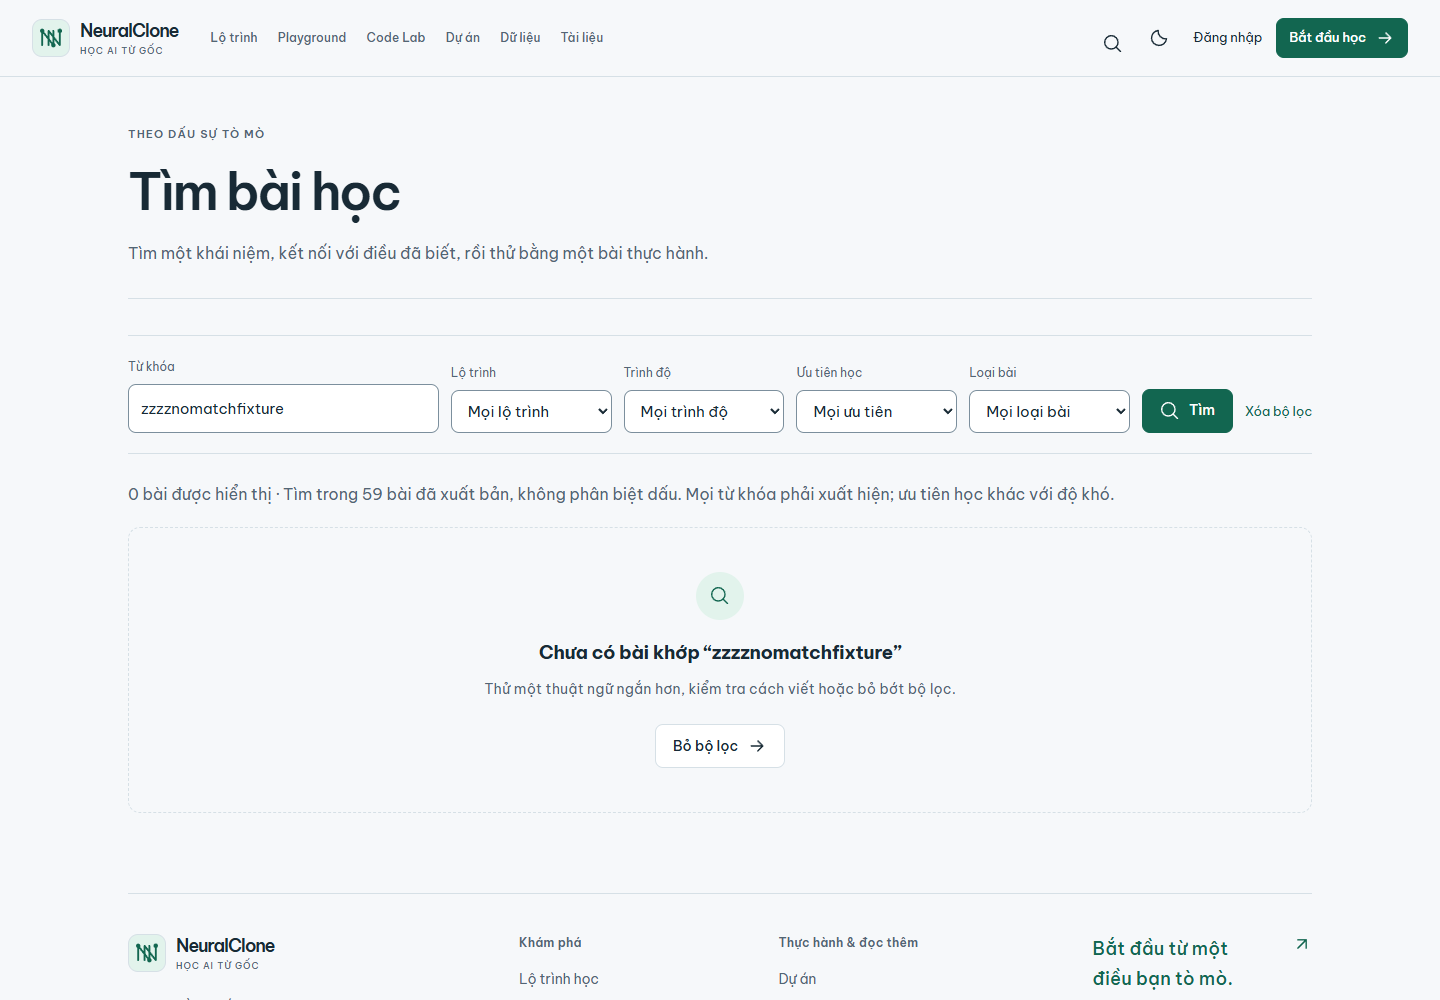 NeuralClone
HỌC AI TỪ GỐC
Lộ trình
Playground
Code Lab
Dự án
Dữ liệu
Tài liệu
Đăng nhập
Bắt đầu học
THEO DẤU SỰ TÒ MÒ
Tìm bài học
Tìm một khái niệm, kết nối với điều đã biết, rồi thử bằng một bài thực hành.
Từ khóa
Lộ trình
Trình độ
Ưu tiên học
Loại bài
zzzznomatchfixture
Mọi lộ trình
Mọi trình độ
Mọi ưu tiên
Mọi loại bài
Tìm
Xóa bộ lọc
0 bài được hiển thị · Tìm trong 59 bài đã xuất bản, không phân biệt dấu. Mọi từ khóa phải xuất hiện; ưu tiên học khác với độ khó.
Chưa có bài khớp “zzzznomatchfixture”
Thử một thuật ngữ ngắn hơn, kiểm tra cách viết hoặc bỏ bớt bộ lọc.
Bỏ bộ lọc
NeuralClone
HỌC AI TỪ GỐC
Khám phá
Lộ trình học
Thực hành & đọc thêm
Dự án
Bắt đầu từ một
điều bạn tò mò.